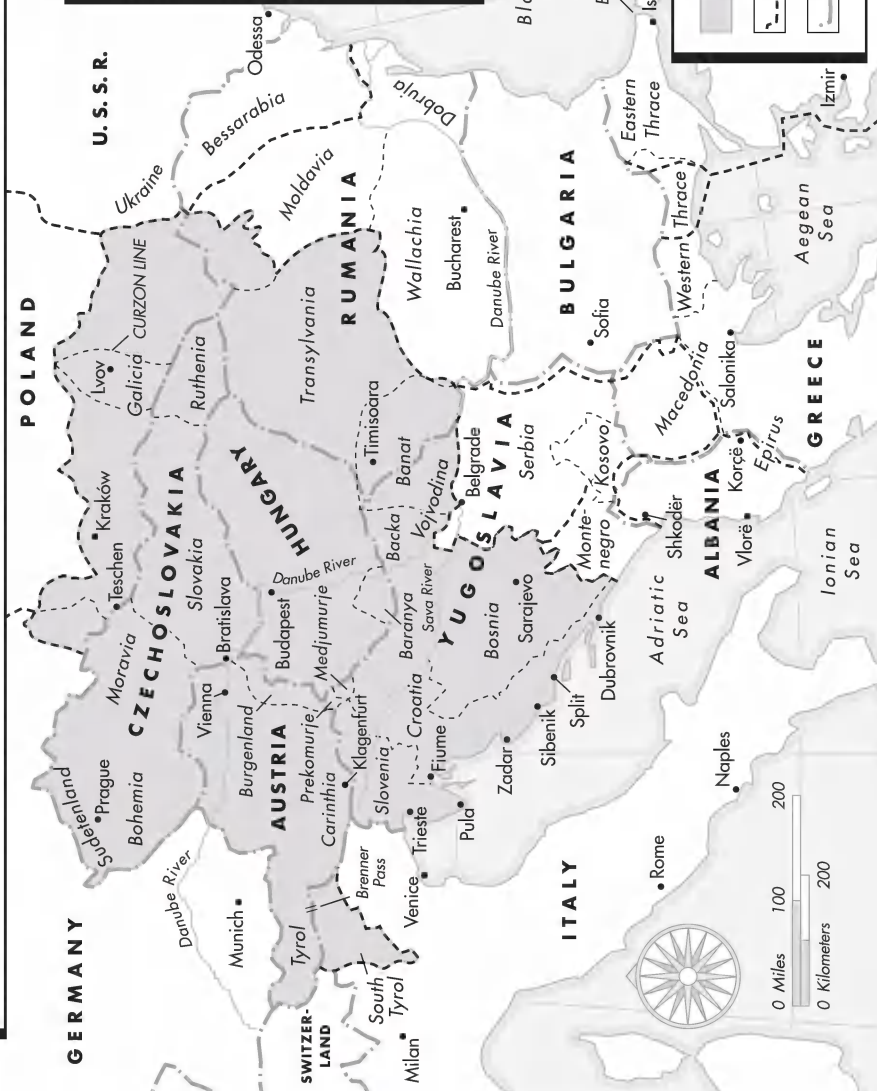 GERMANY
POLAND
U.S.S.R.
Danube River
Munich
Sudetenland
Prague
Bohemia
Moravia
CZECHOSLOVAKIA
Slovakia
Teschen
Kraków
Lvov
Galicia
CURZON LINE
Ruthenia
Ukraine
Bessarabia
Odessa
Moldavia
Vienna
Bratislava
Burgenland
AUSTRIA
Prekomurje
Carinthia
Klagenfurt
Tyrol
Brenner
Pass
South
Tyrol
SWITZER-
LAND
Milan
Venice
Trieste
Slovenia
Fiume
Pula
Croatia
Medjumurje
Budapest
Danube River
HUNGARY
Transylvania
RUMANIA
Timisoara
Banat
Backa
Vojvodina
Baranya
Sava River
YUGOSLAVIA
Belgrade
Serbia
Bosnia
Sarajevo
Zadar
Sibenik
Split
Dubrovnik
Monte-
negro
Kosovo
Macedonia
Wallachia
Bucharest
Dobruja
Danube River
BULGARIA
Sofia
Eastern
Thrace
Western Thrace
Salonika
Shkodër
ALBANIA
Korçë
Vlorë
Epirus
GREECE
Adriatic
Sea
Ionian
Sea
Aegean
Sea
Izmir
Is
Bl
ITALY
Rome
Naples
0 Miles 100 200
0 Kilometers 200